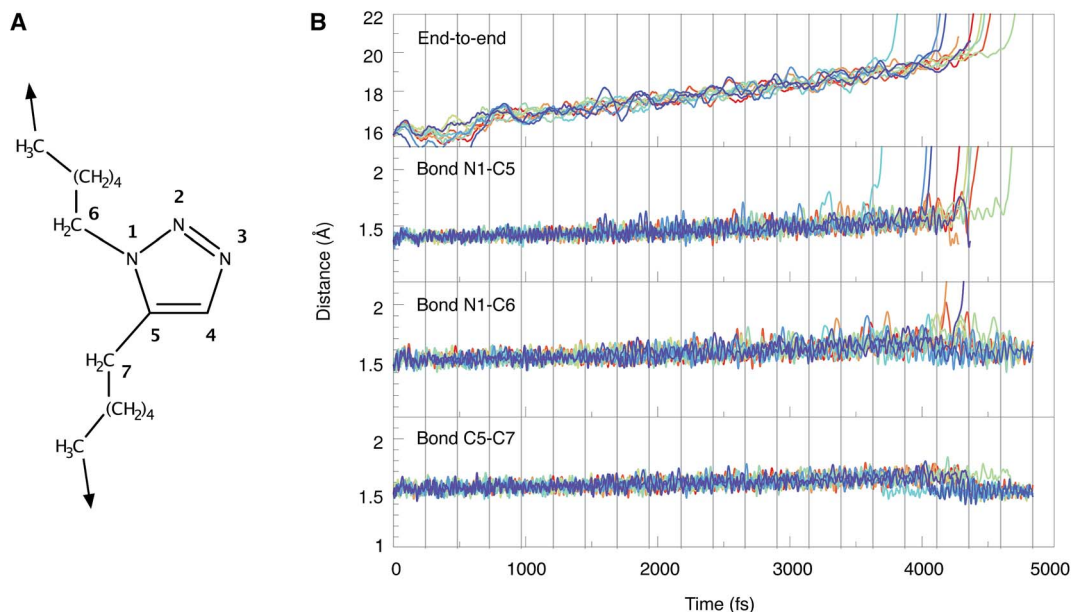 A
H₃C
(CH₂)₄
6
H₂C
1
N
2
N
3
N
5
4
H₂C
7
(CH₂)₄
H₃C
B
Distance (Å)
22
20
18
16
End-to-end
2
1.5
Bond N1-C5
2
1.5
Bond N1-C6
2
1.5
1
Bond C5-C7
0 1000 2000 3000 4000 5000
Time (fs)